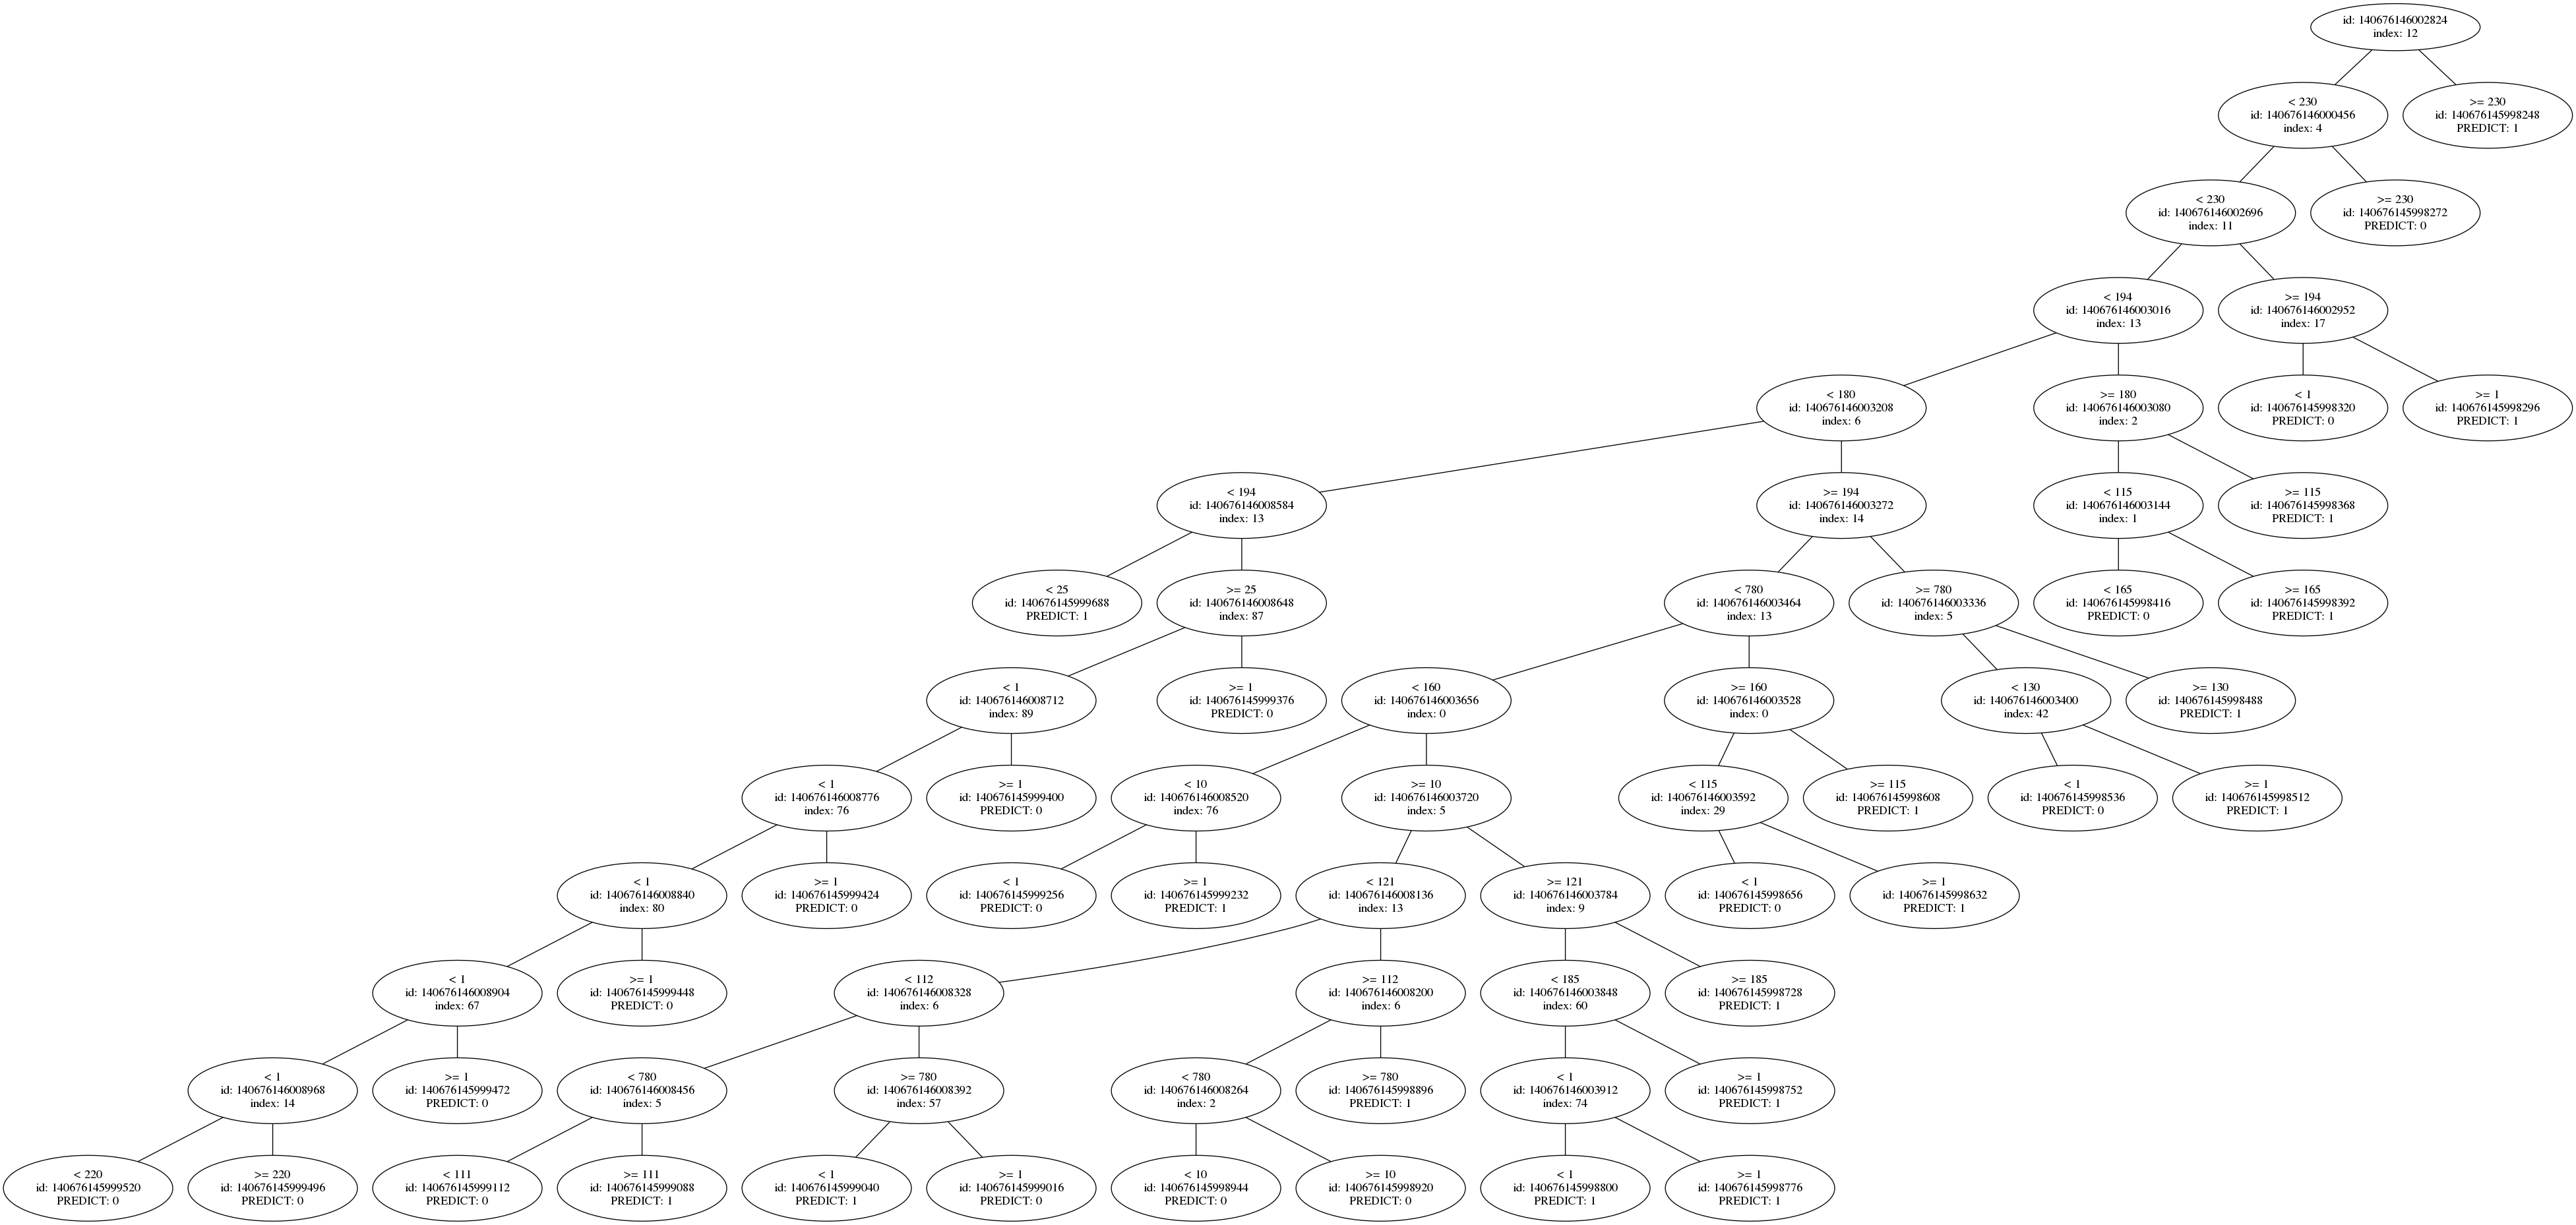 id: 140676146002824
index: 12
< 230
id: 140676146000456
index: 4
>= 230
id: 140676145998248
PREDICT: 1
< 230
id: 140676146002696
index: 11
>= 230
id: 140676145998272
PREDICT: 0
< 194
id: 140676146003016
index: 13
>= 194
id: 140676146002952
index: 17
< 180
id: 140676146003208
index: 6
>= 180
id: 140676146003080
index: 2
< 1
id: 140676145998320
PREDICT: 0
>= 1
id: 140676145998296
PREDICT: 1
< 194
id: 140676146008584
index: 13
>= 194
id: 140676146003272
index: 14
< 115
id: 140676146003144
index: 1
>= 115
id: 140676145998368
PREDICT: 1
< 25
id: 140676145999688
PREDICT: 1
>= 25
id: 140676146008648
index: 87
< 780
id: 140676146003464
index: 13
>= 780
id: 140676146003336
index: 5
< 165
id: 140676145998416
PREDICT: 0
>= 165
id: 140676145998392
PREDICT: 1
< 1
id: 140676146008712
index: 89
>= 1
id: 140676145999376
PREDICT: 0
< 160
id: 140676146003656
index: 0
>= 160
id: 140676146003528
index: 0
< 130
id: 140676146003400
index: 42
>= 130
id: 140676145998488
PREDICT: 1
< 1
id: 140676146008776
index: 76
>= 1
id: 140676145999400
PREDICT: 0
< 10
id: 140676146008520
index: 76
>= 10
id: 140676146003720
index: 5
< 115
id: 140676146003592
index: 29
>= 115
id: 140676145998608
PREDICT: 1
< 1
id: 140676145998536
PREDICT: 0
>= 1
id: 140676145998512
PREDICT: 1
< 1
id: 140676146008840
index: 80
>= 1
id: 140676145999424
PREDICT: 0
< 1
id: 140676145999256
PREDICT: 0
>= 1
id: 140676145999232
PREDICT: 1
< 121
id: 140676146008136
index: 13
>= 121
id: 140676146003784
index: 9
< 1
id: 140676145998656
PREDICT: 0
>= 1
id: 140676145998632
PREDICT: 1
< 1
id: 140676146008904
index: 67
>= 1
id: 140676145999448
PREDICT: 0
< 112
id: 140676146008328
index: 6
>= 112
id: 140676146008200
index: 6
< 185
id: 140676146003848
index: 60
>= 185
id: 140676145998728
PREDICT: 1
< 1
id: 140676146008968
index: 14
>= 1
id: 140676145999472
PREDICT: 0
< 780
id: 140676146008456
index: 5
>= 780
id: 140676146008392
index: 57
< 780
id: 140676146008264
index: 2
>= 780
id: 140676145998896
PREDICT: 1
< 1
id: 140676146003912
index: 74
>= 1
id: 140676145998752
PREDICT: 1
< 220
id: 140676145999520
PREDICT: 0
>= 220
id: 140676145999496
PREDICT: 0
< 111
id: 140676145999112
PREDICT: 0
>= 111
id: 140676145999088
PREDICT: 1
< 1
id: 140676145999040
PREDICT: 1
>= 1
id: 140676145999016
PREDICT: 0
< 10
id: 140676145998944
PREDICT: 0
>= 10
id: 140676145998920
PREDICT: 0
< 1
id: 140676145998800
PREDICT: 1
>= 1
id: 140676145998776
PREDICT: 1